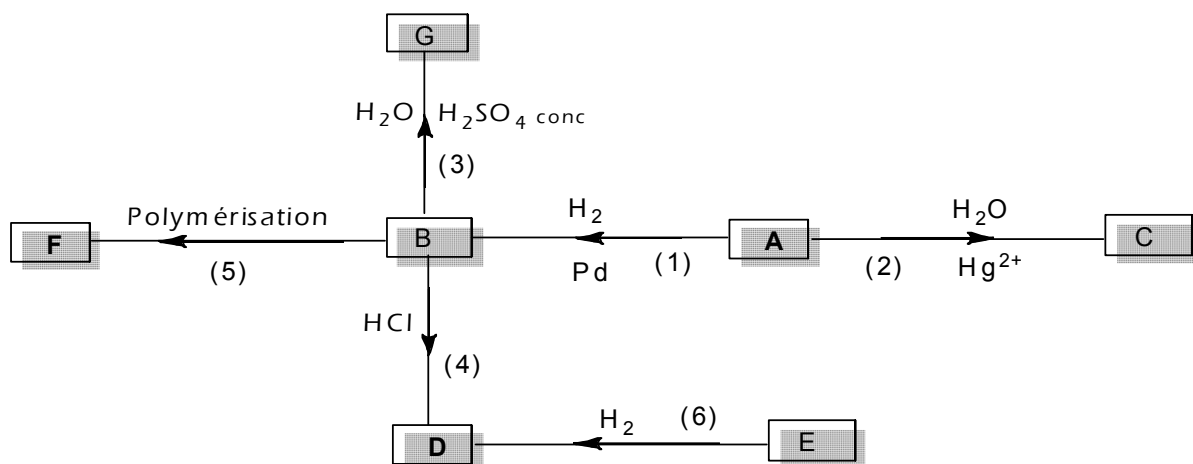 G
H2O H2SO4 conc
(3)
Polymérisation
H2
H2O
F
B
A
C
(5)
Pd
(1)
(2)
Hg2+
HCl
(4)
H2
(6)
D
E